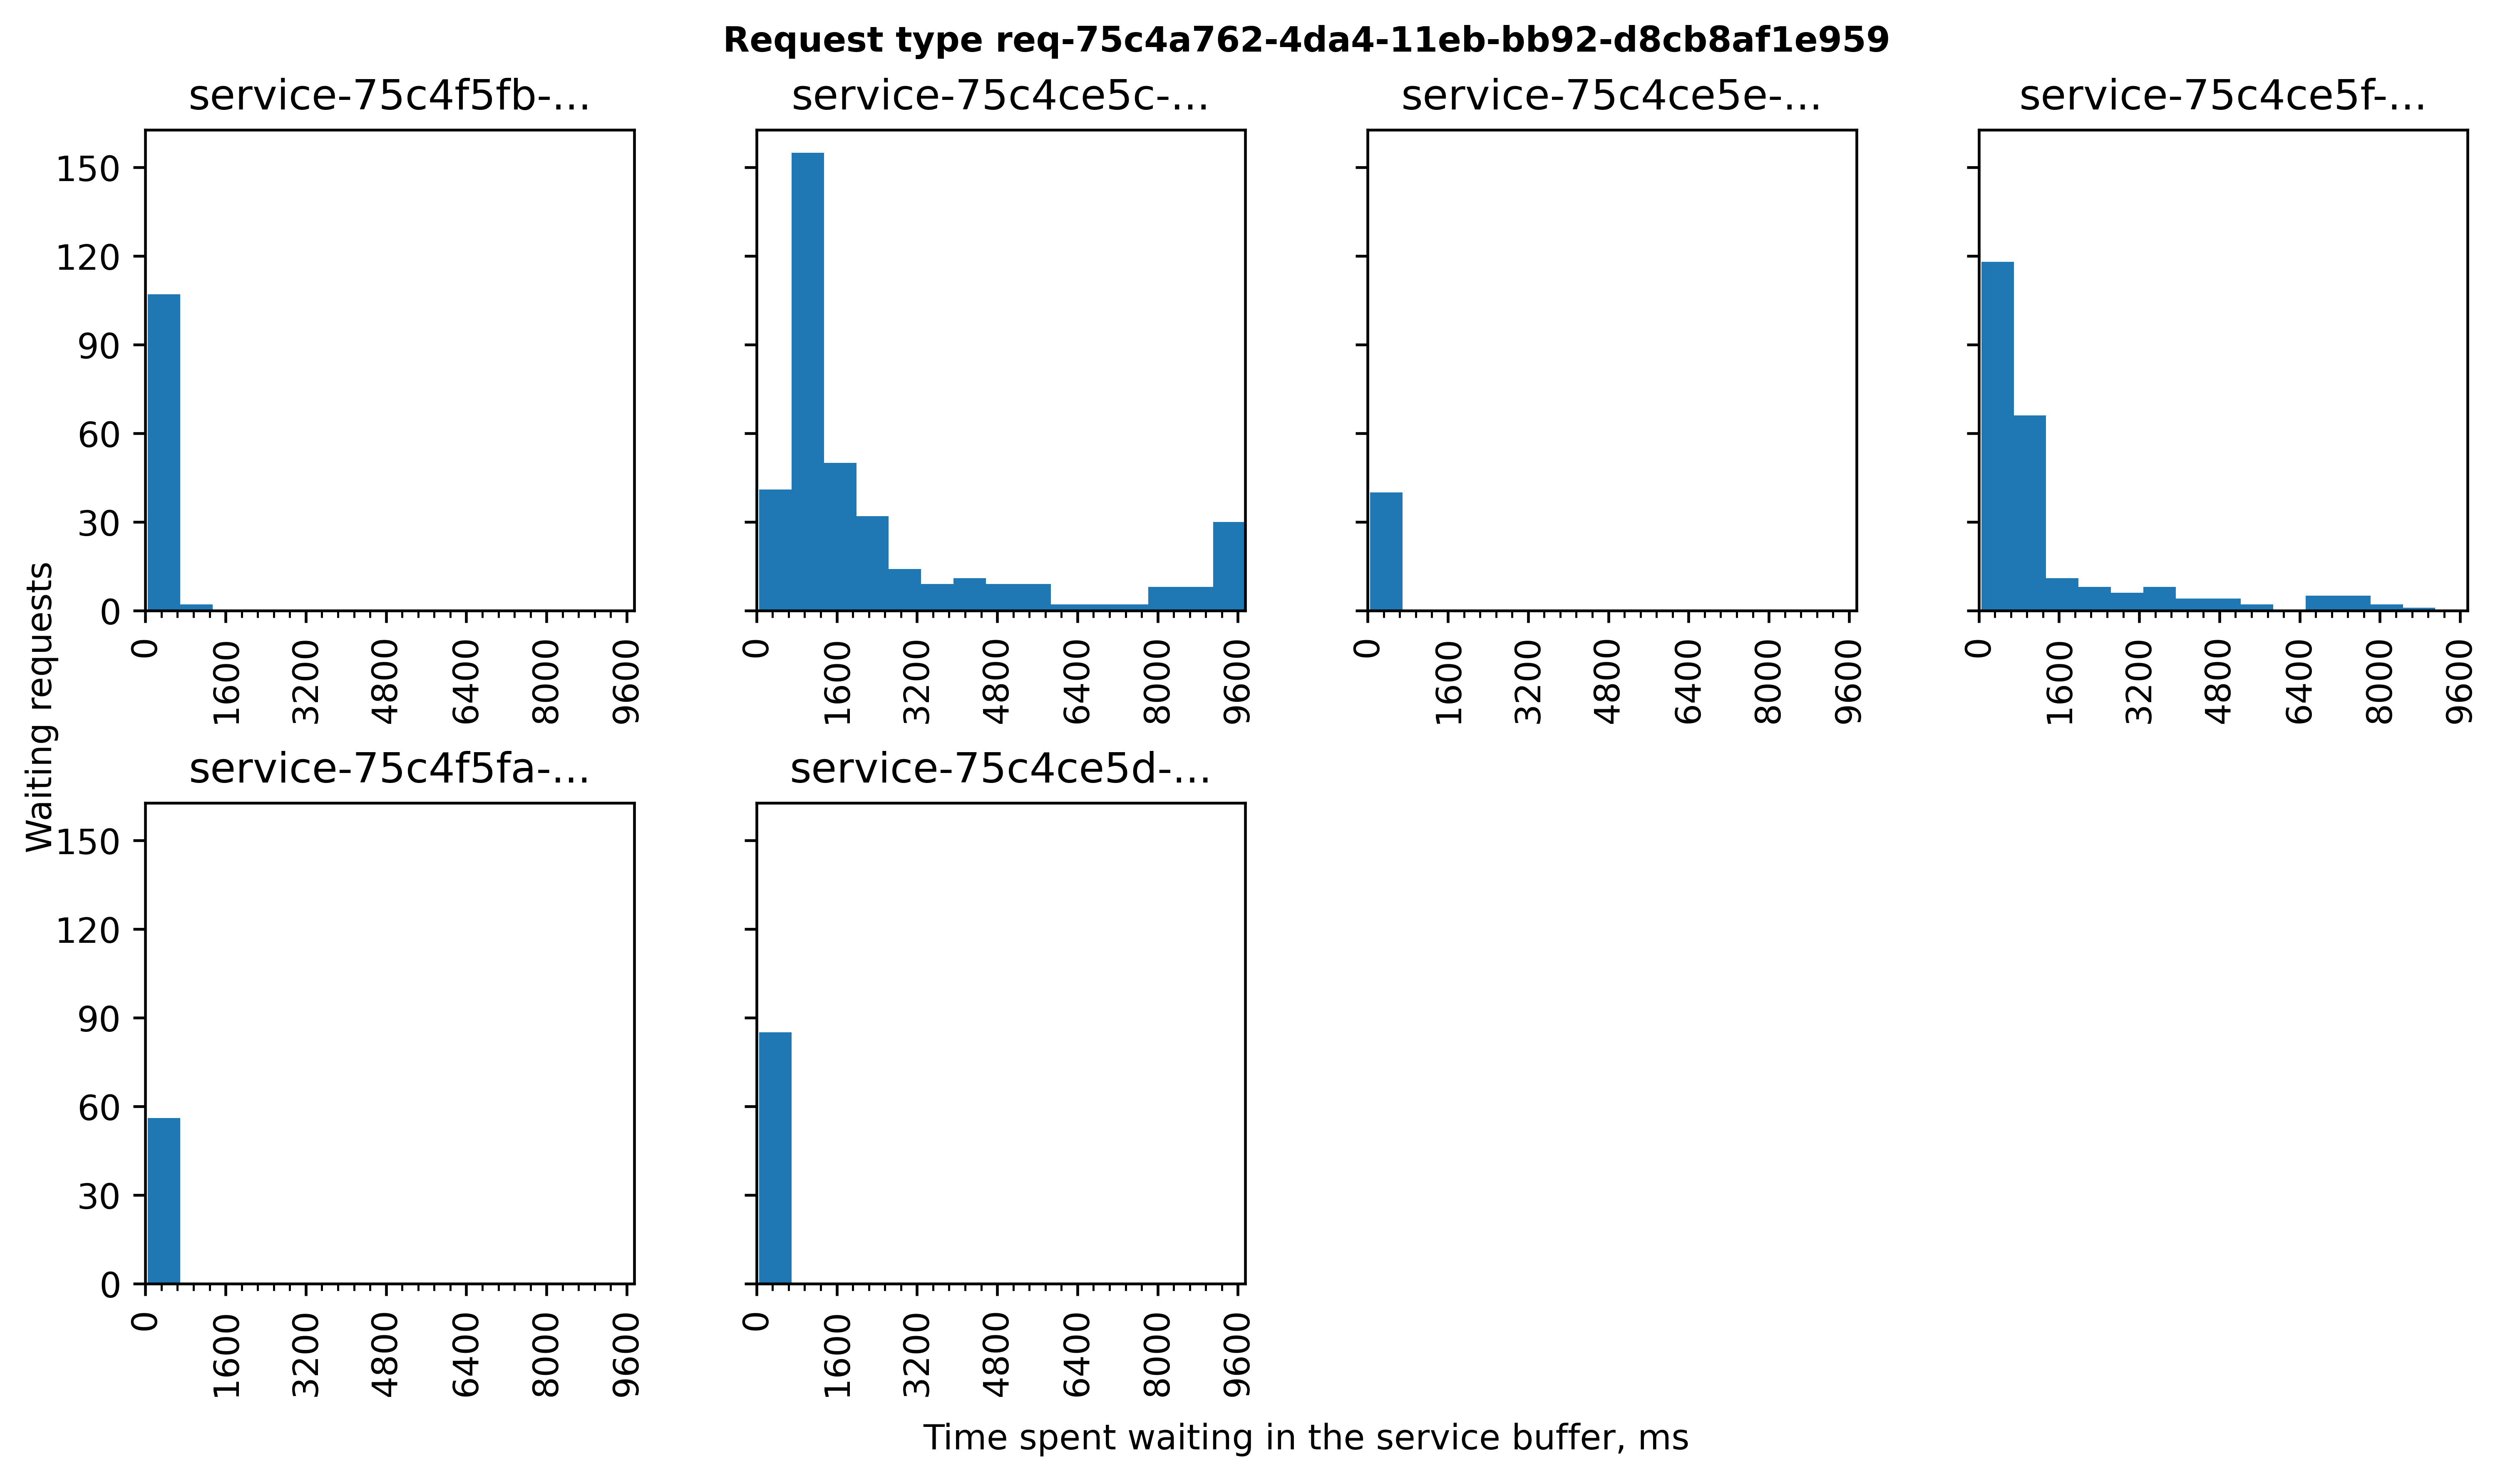 Request type req-75c4a762-4da4-11eb-bb92-d8cb8af1e959
service-75c4f5fb-...
service-75c4ce5c-...
service-75c4ce5e-...
service-75c4ce5f-...
150
120
90
60
30
0
0 1600 3200 4800 6400 8000 9600
0 1600 3200 4800 6400 8000 9600
0 1600 3200 4800 6400 8000 9600
0 1600 3200 4800 6400 8000 9600
Waiting requests
service-75c4f5fa-...
service-75c4ce5d-...
150
120
90
60
30
0
0 1600 3200 4800 6400 8000 9600
0 1600 3200 4800 6400 8000 9600
Time spent waiting in the service buffer, ms